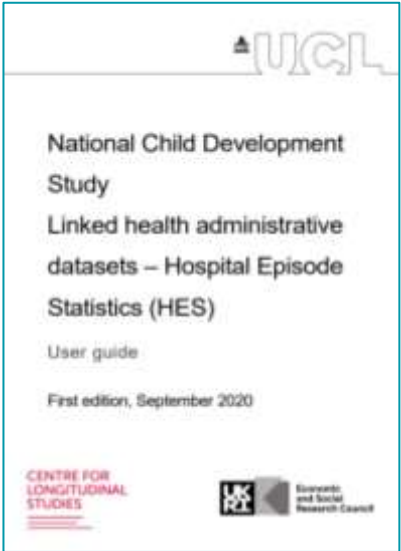 UCL
National Child Development
Study
Linked health administrative
datasets – Hospital Episode
Statistics (HES)
User guide
First edition, September 2020
CENTRE FOR
LONGITUDINAL
STUDIES
UK
RI
Economic
and Social
Research Council